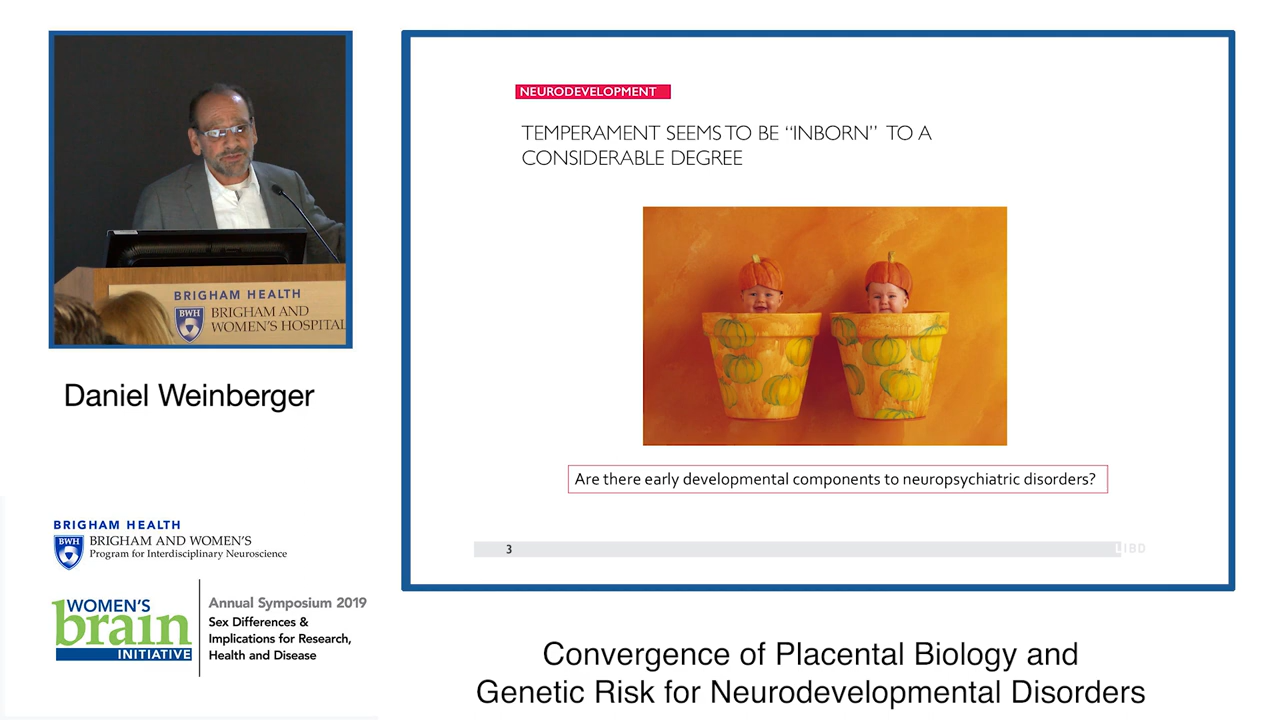 BRIGHAM HEALTH
BWH
BRIGHAM AND
WOMEN'S HOSPITAL
Daniel Weinberger
BRIGHAM HEALTH
BWH
BRIGHAM AND WOMEN'S
Program for Interdisciplinary Neuroscience
WOMEN'S
brain
INITIATIVE
Annual Symposium 2019
Sex Differences &
Implications for Research,
Health and Disease
NEURODEVELOPMENT
TEMPERAMENT SEEMS TO BE “INBORN” TO A
CONSIDERABLE DEGREE
Are there early developmental components to neuropsychiatric disorders?
3
LIBD
Convergence of Placental Biology and
Genetic Risk for Neurodevelopmental Disorders